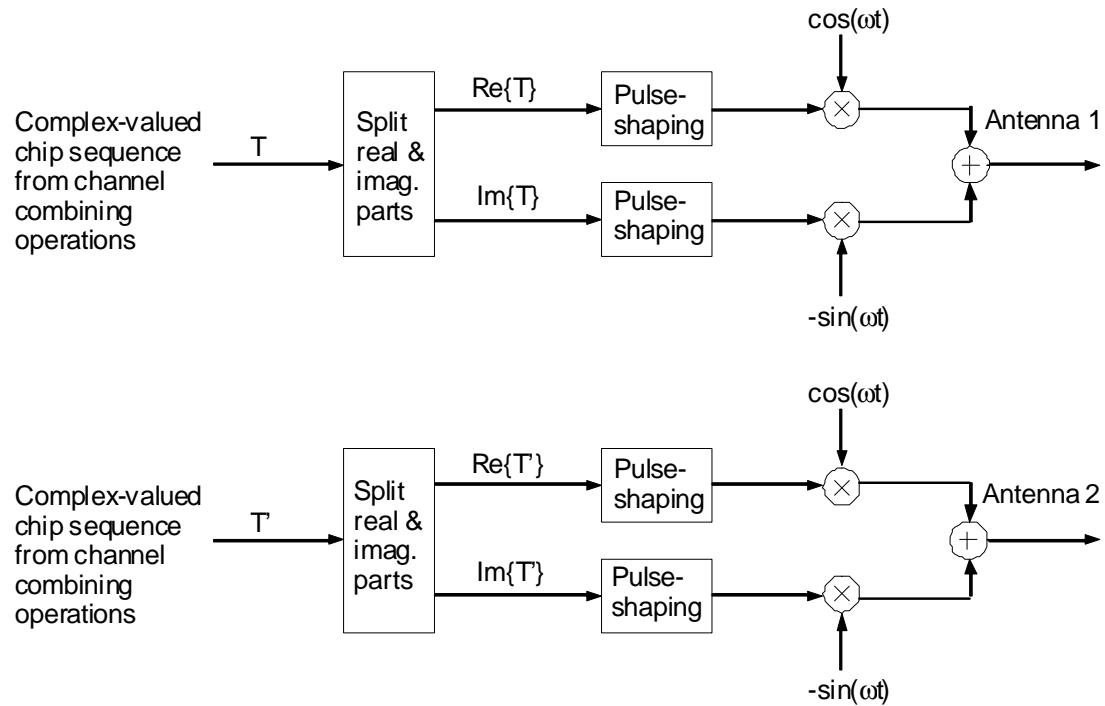 cos(ωt)
Complex-valued
chip sequence
from channel
combining
operations
T
Split
real &
imag.
parts
Re{T}
Im{T}
Pulse-
shaping
Pulse-
shaping
×
×
-sin(ωt)
+
Antenna 1
cos(ωt)
Complex-valued
chip sequence
from channel
combining
operations
T'
Split
real &
imag.
parts
Re{T'}
Im{T'}
Pulse-
shaping
Pulse-
shaping
×
×
-sin(ωt)
+
Antenna 2